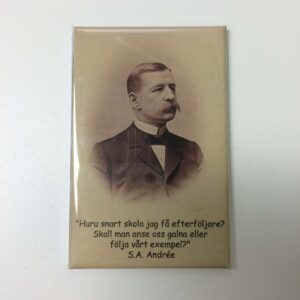 "Huru snart skola jag få efterföljare?
Skall man anse oss galna eller
följa vårt exempel?"
S.A. Andrée